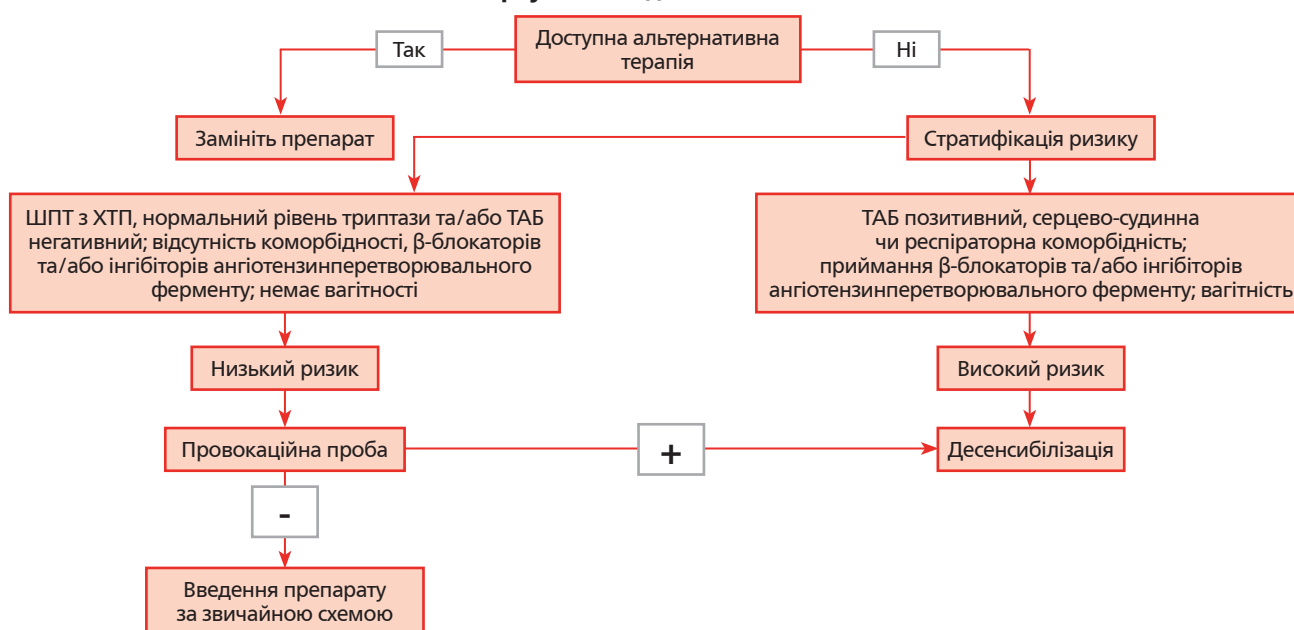 Доступна альтернативна
терапія
Так
Ні
Замініть препарат
Стратифікація ризику
ШПТ з ХТП, нормальний рівень триптази та/або ТАБ
негативний; відсутність коморбідності, β-блокаторів
та/або інгібіторів ангіотензинперетворювального
ферменту; немає вагітності
ТАБ позитивний, серцево-судинна
чи респіраторна коморбідність;
приймання β-блокаторів та/або інгібіторів
ангіотензинперетворювального ферменту; вагітність
Низький ризик
Високий ризик
Провокаційна проба
+
Десенсибілізація
-
Введення препарату
за звичайною схемою